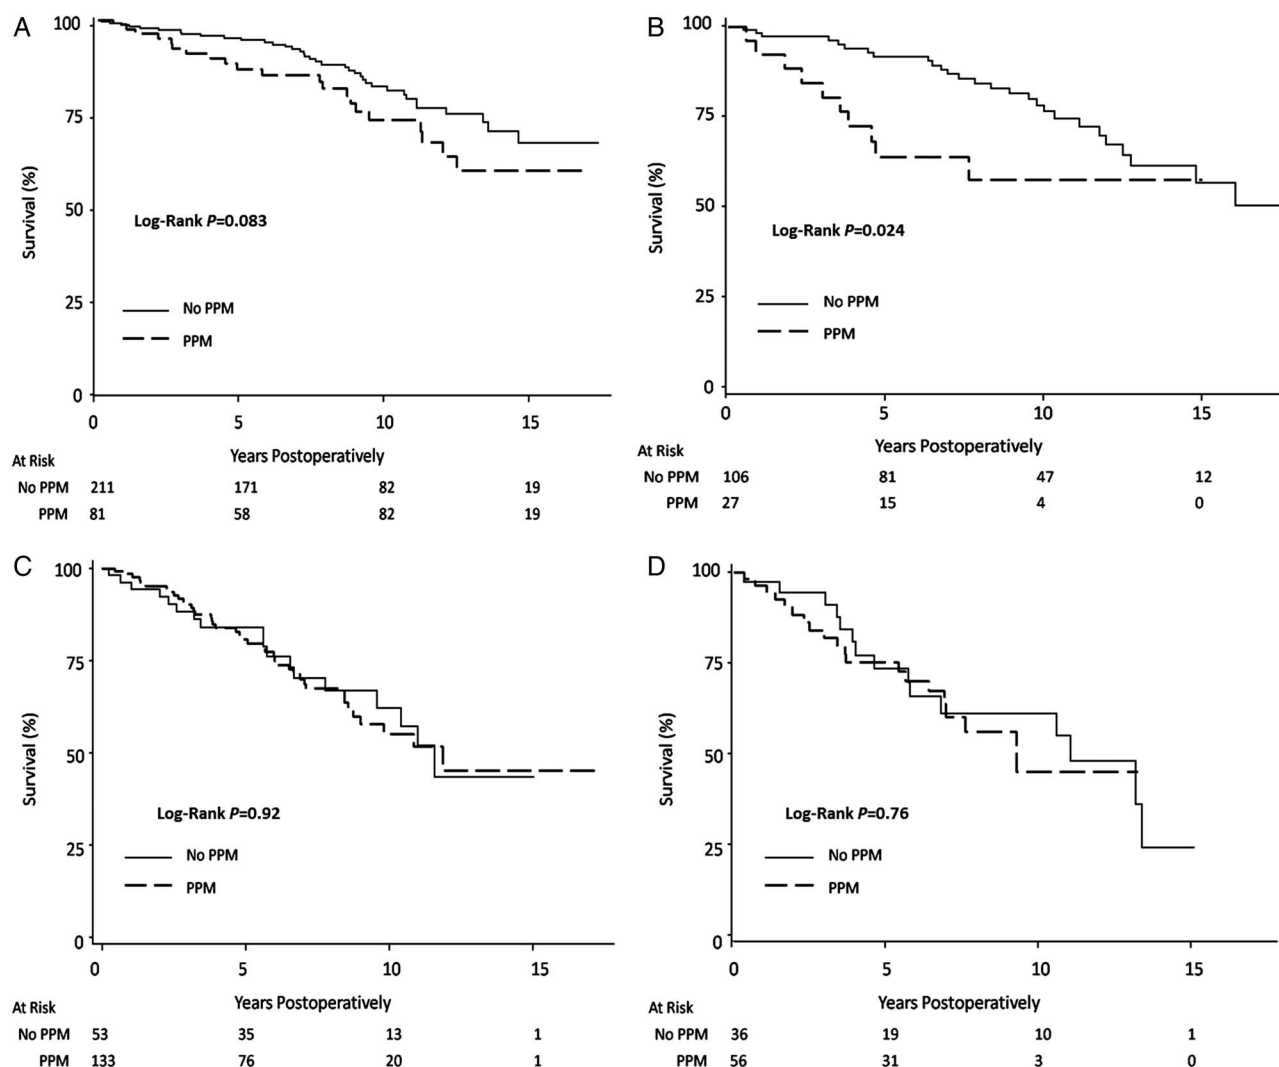 A
100
75
50
25
0
Survival (%)
Log-Rank P=0.083
No PPM
PPM
0 5 10 15
Years Postoperatively
At Risk
No PPM 211 171 82 19
PPM 81 58 82 19
B
100
75
50
25
0
Survival (%)
Log-Rank P=0.024
No PPM
PPM
0 5 10 15
Years Postoperatively
At Risk
No PPM 106 81 47 12
PPM 27 15 4 0
C
100
75
50
25
0
Survival (%)
Log-Rank P=0.92
No PPM
PPM
0 5 10 15
Years Postoperatively
At Risk
No PPM 53 35 13 1
PPM 133 76 20 1
D
100
75
50
25
0
Survival (%)
Log-Rank P=0.76
No PPM
PPM
0 5 10 15
Years Postoperatively
At Risk
No PPM 36 19 10 1
PPM 56 31 3 0